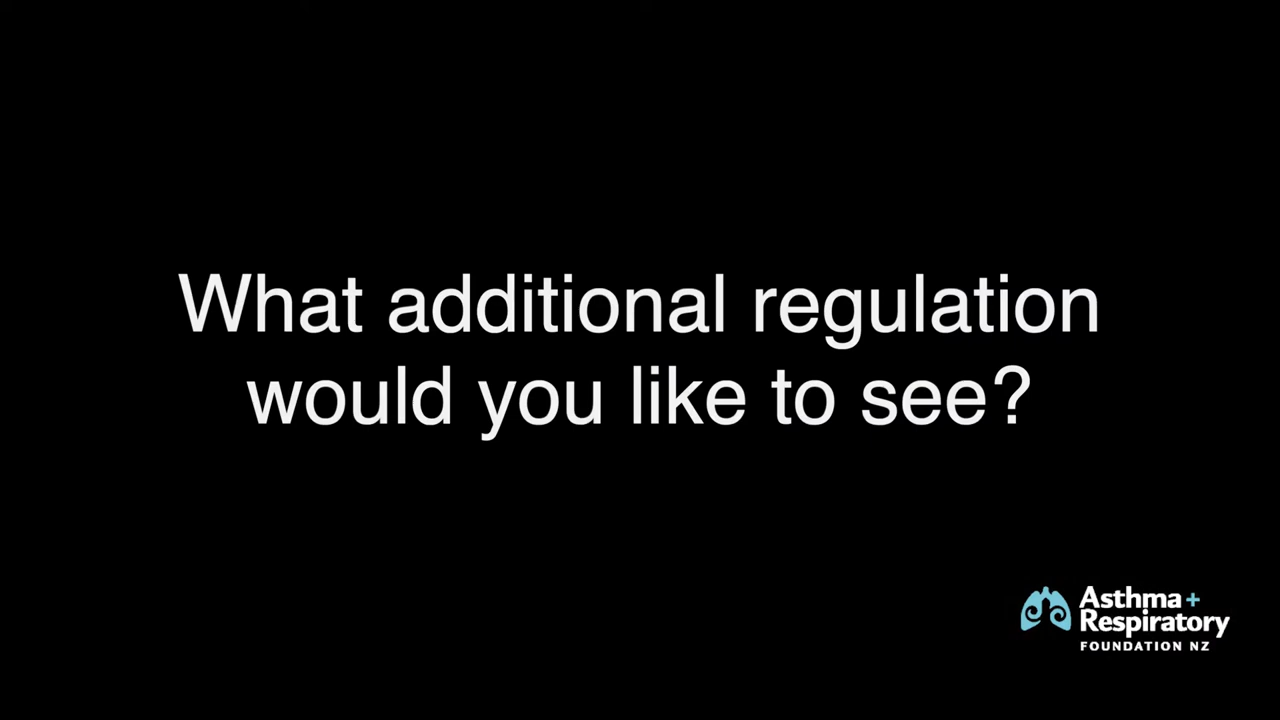 What additional regulation
would you like to see?
Asthma+
Respiratory
FOUNDATION NZ